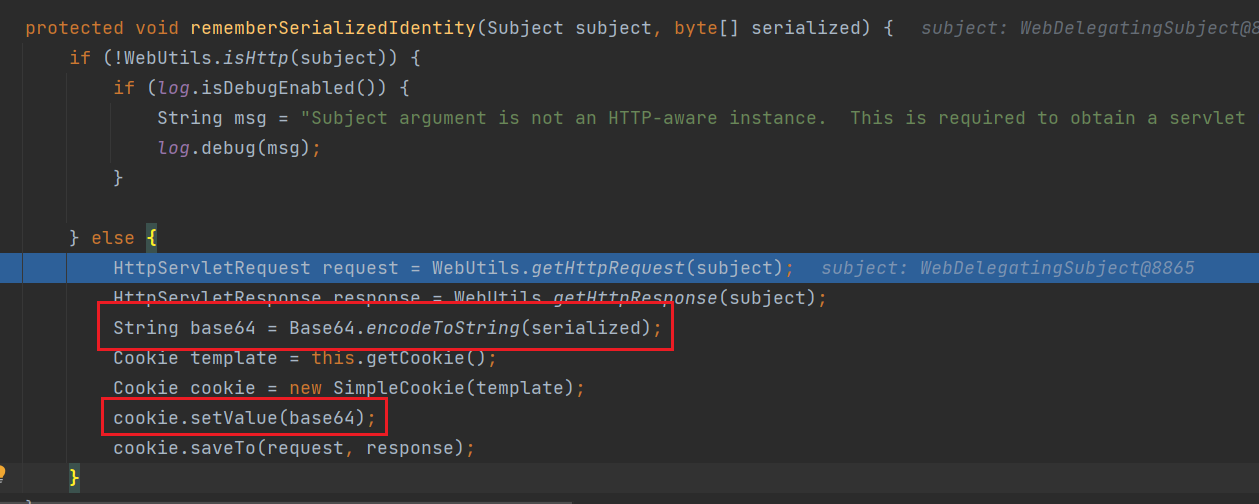 protected void rememberSerializedIdentity(Subject subject, byte[] serialized) {   subject: WebDelegatingSubject@8
    if (!WebUtils.isHttp(subject)) {
        if (log.isDebugEnabled()) {
            String msg = "Subject argument is not an HTTP-aware instance.  This is required to obtain a servlet
            log.debug(msg);
        }
    } else {
        HttpServletRequest request = WebUtils.getHttpRequest(subject);   subject: WebDelegatingSubject@8865
        HttpServletResponse response = WebUtils.getHttpResponse(subject);
        String base64 = Base64.encodeToString(serialized);
        Cookie template = this.getCookie();
        Cookie cookie = new SimpleCookie(template);
        cookie.setValue(base64);
        cookie.saveTo(request, response);
    }